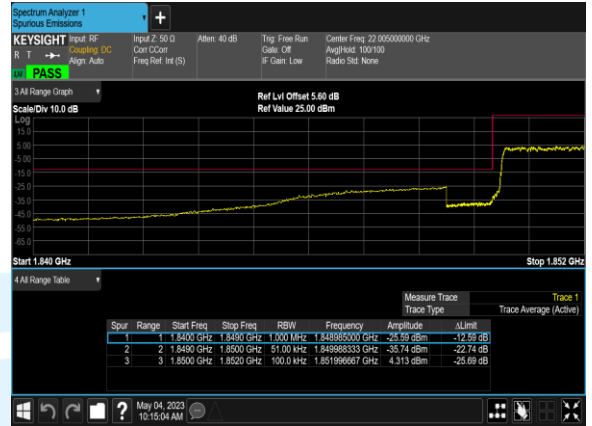 Spectrum Analyzer 1
Spurious Emissions
KEYSIGHT
R T
LW PASS
Input: RF
Coupling: DC
Align: Auto
Input Z: 50 Ω
Corr CCorr
Freq Ref: Int (S)
Atten: 40 dB
Trig: Free Run
Gate: Off
IF Gain: Low
Center Freq: 22.005000000 GHz
Avg|Hold: 100/100
Radio Std: None
3 All Range Graph
Scale/Div 10.0 dB
Ref Lvl Offset 5.60 dB
Ref Value 25.00 dBm
Log
15.0
5.00
-5.00
-15.0
-25.0
-35.0
-45.0
-55.0
-65.0
Start 1.840 GHz
Stop 1.852 GHz
4 All Range Table
Measure Trace Trace 1
Trace Type Trace Average (Active)
Spur Range Start Freq Stop Freq RBW Frequency Amplitude ΔLimit
1 1 1.8400 GHz 1.8490 GHz 1.000 MHz 1.848985000 GHz -25.59 dBm -12.59 dB
2 2 1.8490 GHz 1.8500 GHz 51.00 kHz 1.849988333 GHz -35.74 dBm -22.74 dB
3 3 1.8500 GHz 1.8520 GHz 100.0 kHz 1.851996667 GHz 4.313 dBm -25.69 dB
?
May 04, 2023
10:15:04 AM